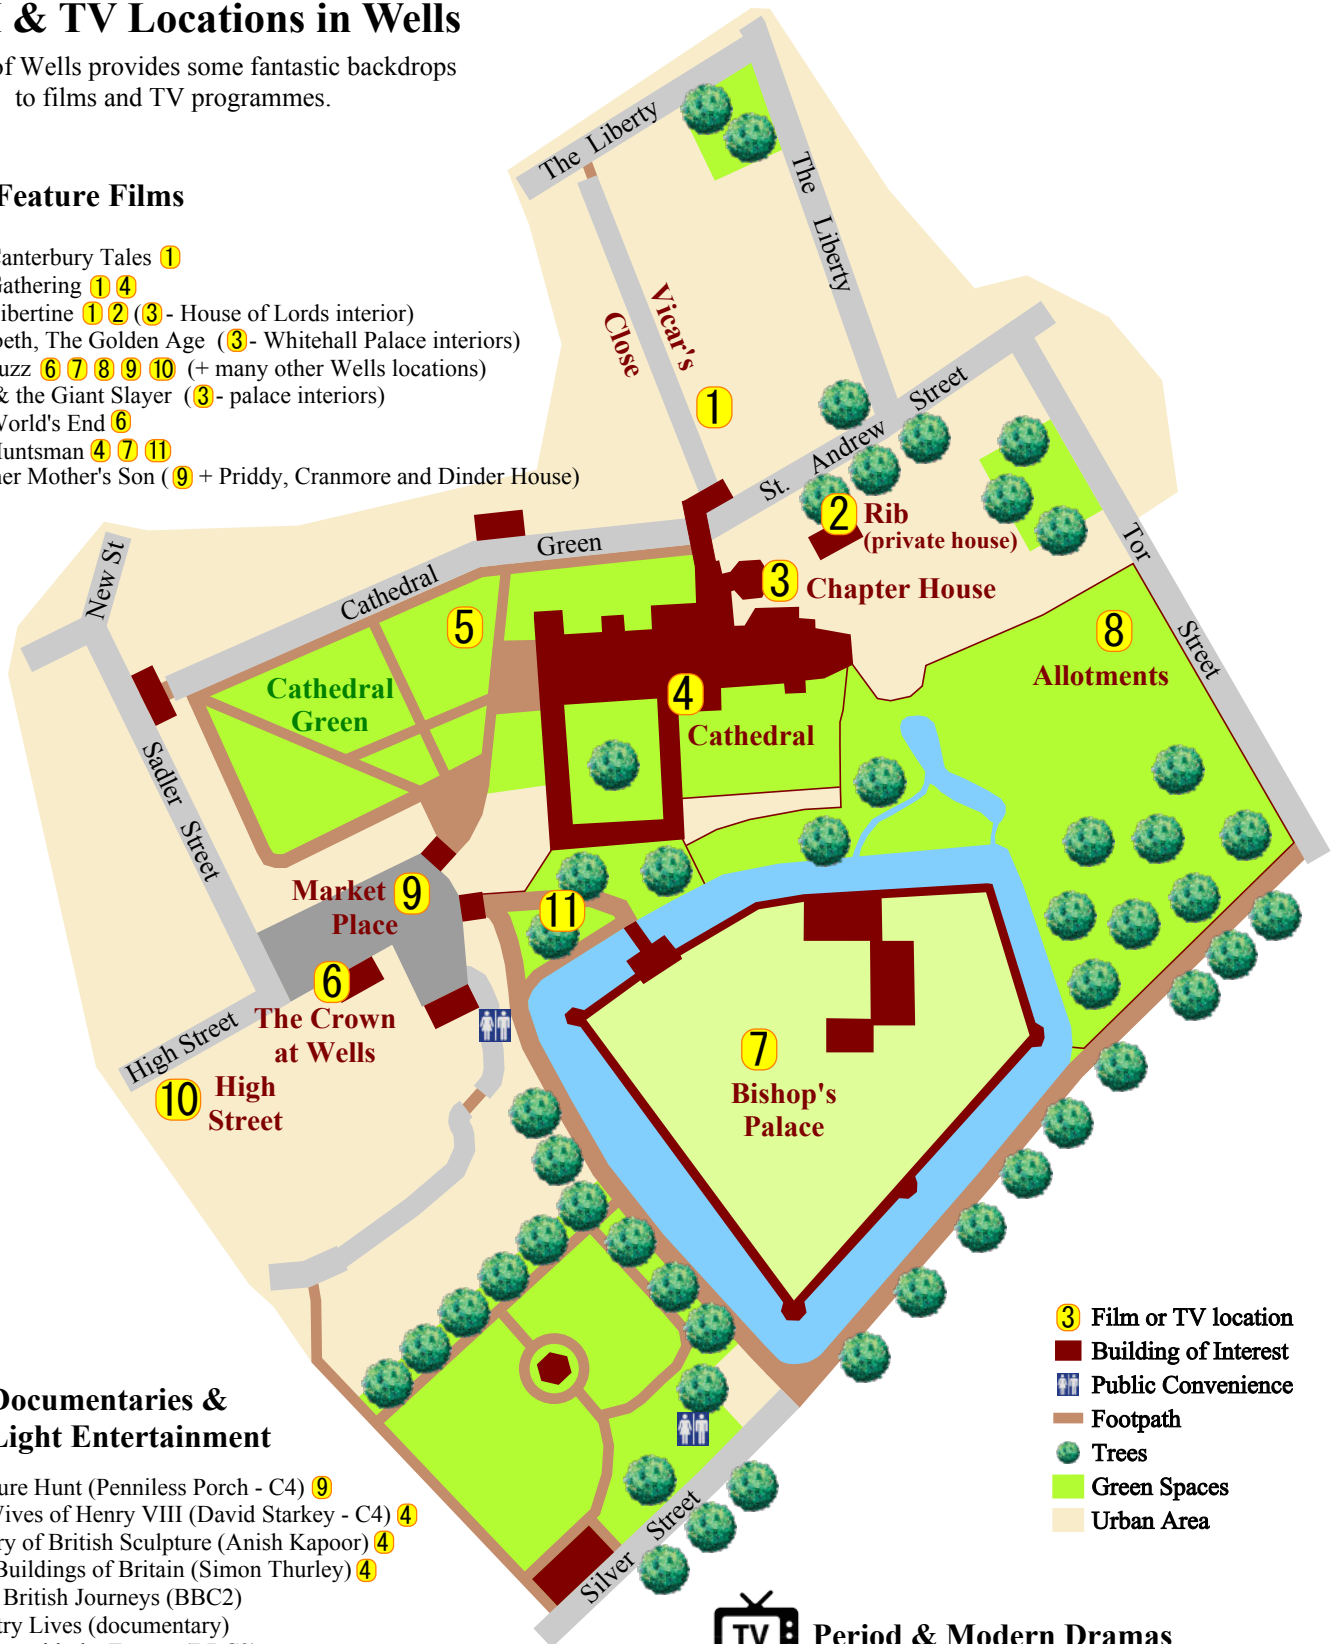 & TV Locations in Wells
of Wells provides some fantastic backdrops
to films and TV programmes.
Feature Films
Canterbury Tales 1
Gathering 1 4
ibertine 1 2 (3 - House of Lords interior)
beth, The Golden Age (3 - Whitehall Palace interiors)
uzz 6 7 8 9 10 (+ many other Wells locations)
& the Giant Slayer (3 - palace interiors)
World's End 6
Huntsman 4 7 11
her Mother's Son (9 + Priddy, Cranmore and Dinder House)
The Liberty
The Liberty
Vicar's
Close
1
St. Andrew Street
2 Rib
(private house)
3 Chapter House
Tor Street
8
Allotments
New St
Cathedral Green
5
Cathedral
Green
4
Cathedral
Sadler Street
Market
Place
9
11
6
The Crown
at Wells
High Street
10 High
Street
7
Bishop's
Palace
3 Film or TV location
Building of Interest
Public Convenience
Footpath
Trees
Green Spaces
Urban Area
Silver Street
Documentaries &
Light Entertainment
ure Hunt (Penniless Porch - C4) 9
Wives of Henry VIII (David Starkey - C4) 4
ry of British Sculpture (Anish Kapoor) 4
Buildings of Britain (Simon Thurley) 4
British Journeys (BBC2)
try Lives (documentary)
TV Period & Modern Dramas